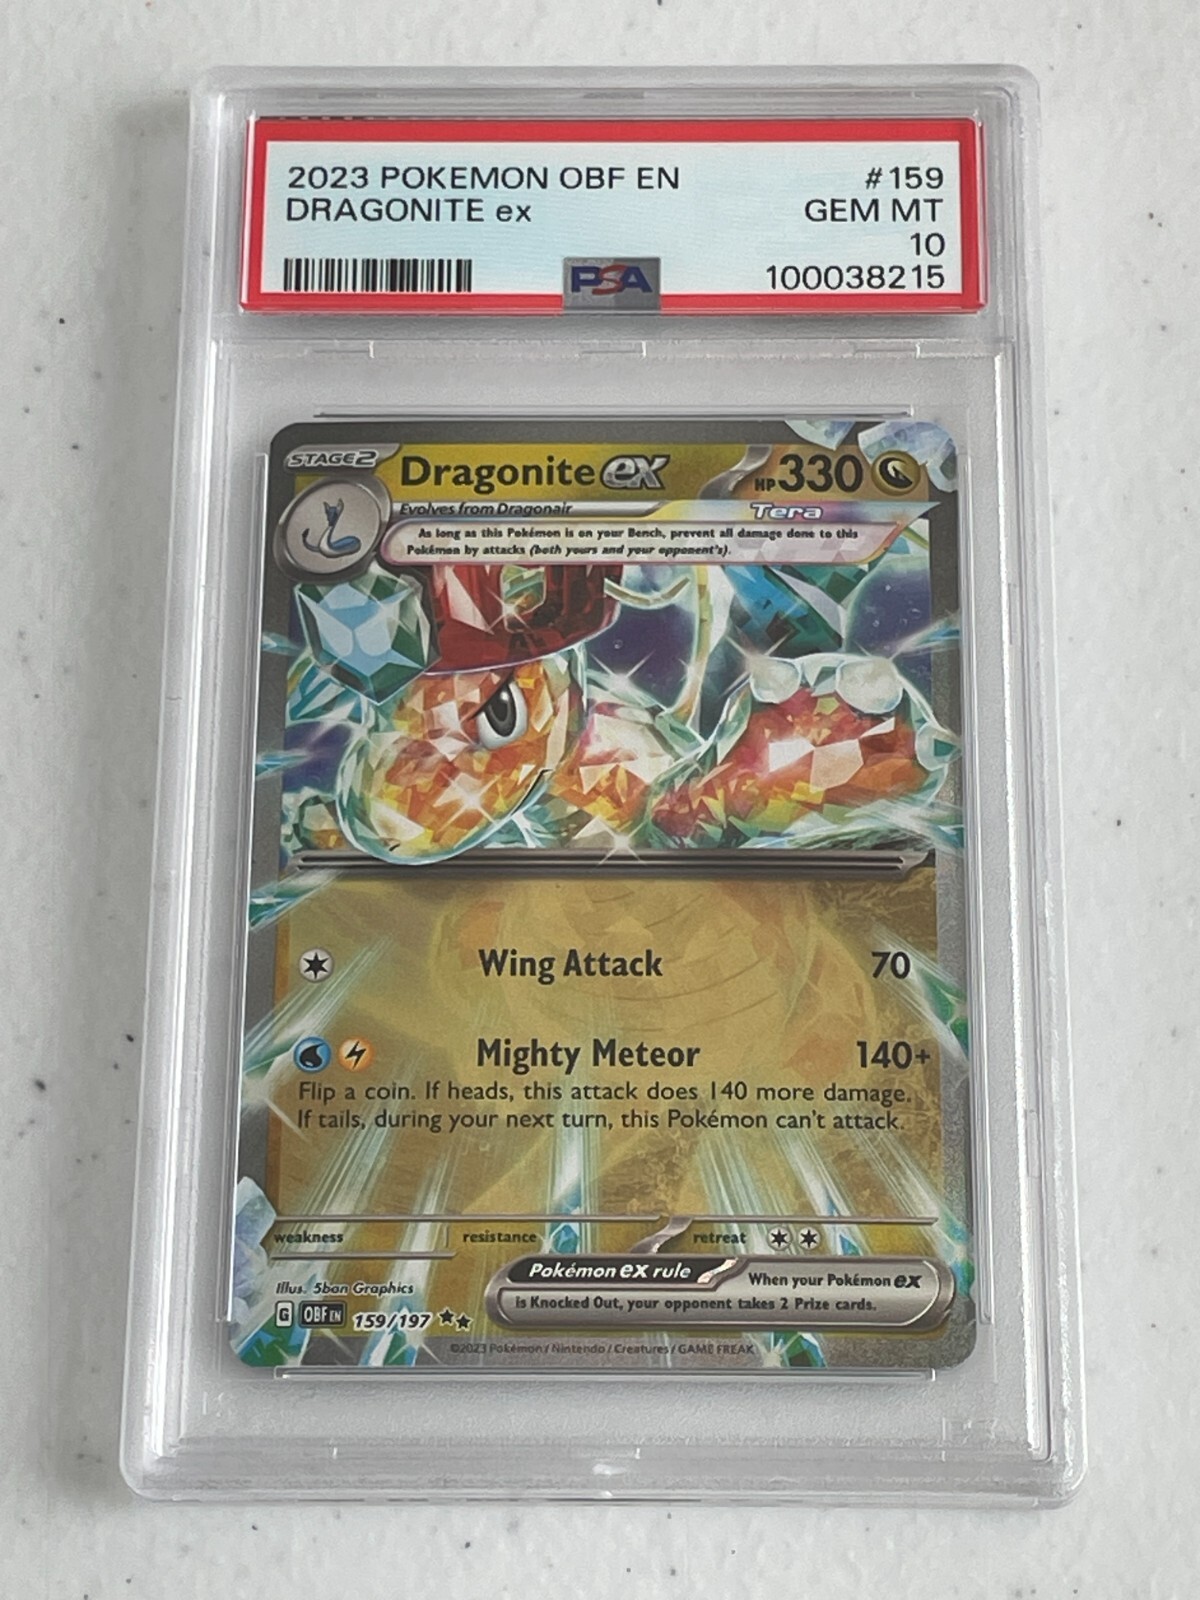 2023 POKEMON OBF EN #159
DRAGONITE ex GEM MT
10
PSA 100038215
STAGE2 Dragonite ex HP 330
Evolves from Dragonair Tera
As long as this Pokémon is on your Bench, prevent all damage done to this
Pokémon by attacks (both yours and your opponent's).
Wing Attack 70
Mighty Meteor 140+
Flip a coin. If heads, this attack does 140 more damage.
If tails, during your next turn, this Pokémon can't attack.
weakness resistance retreat
Pokémon ex rule When your Pokémon ex
is Knocked Out, your opponent takes 2 Prize cards.
Illus. 5ban Graphics
G OBF EN 159/197
©2023 Pokémon / Nintendo / Creatures / GAME FREAK